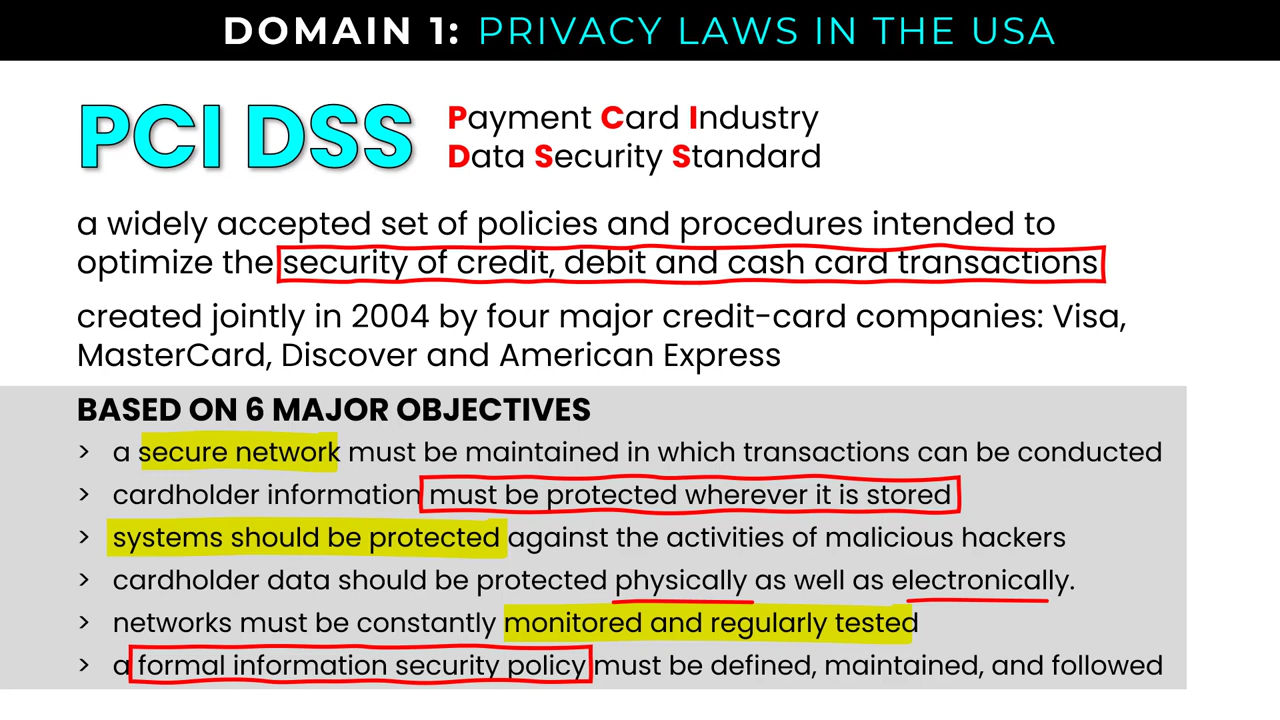 DOMAIN 1: PRIVACY LAWS IN THE USA
PCI DSS
Payment Card Industry
Data Security Standard
a widely accepted set of policies and procedures intended to
optimize the security of credit, debit and cash card transactions
created jointly in 2004 by four major credit-card companies: Visa,
MasterCard, Discover and American Express
BASED ON 6 MAJOR OBJECTIVES
> a secure network must be maintained in which transactions can be conducted
> cardholder information must be protected wherever it is stored
> systems should be protected against the activities of malicious hackers
> cardholder data should be protected physically as well as electronically.
> networks must be constantly monitored and regularly tested
> a formal information security policy must be defined, maintained, and followed